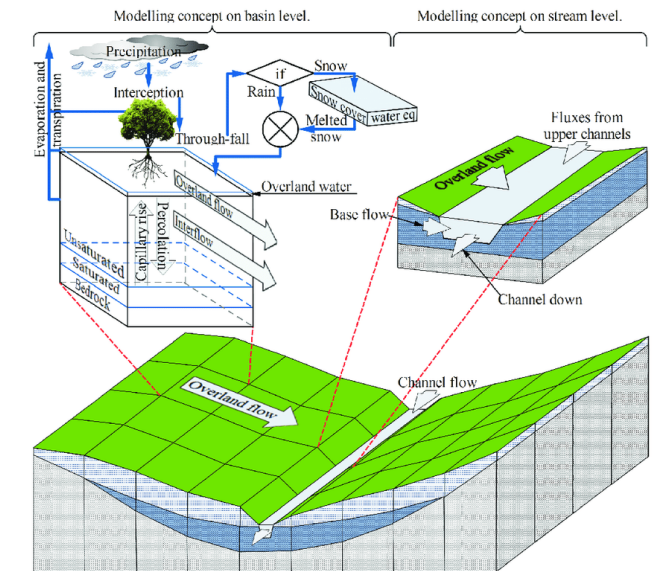 Modelling concept on basin level.
Modelling concept on stream level.
Precipitation
if
Snow
Interception
Rain
Snow cover
water eq
Evaporation and
transpiration
Through-fall
Melted
snow
Fluxes from
upper channels
Overland flow
Overland flow
Overland water
Interflow
Base flow
Percolation
Capillary rise
Unsaturated
Saturated
Bedrock
Channel down
Channel flow
Overland flow